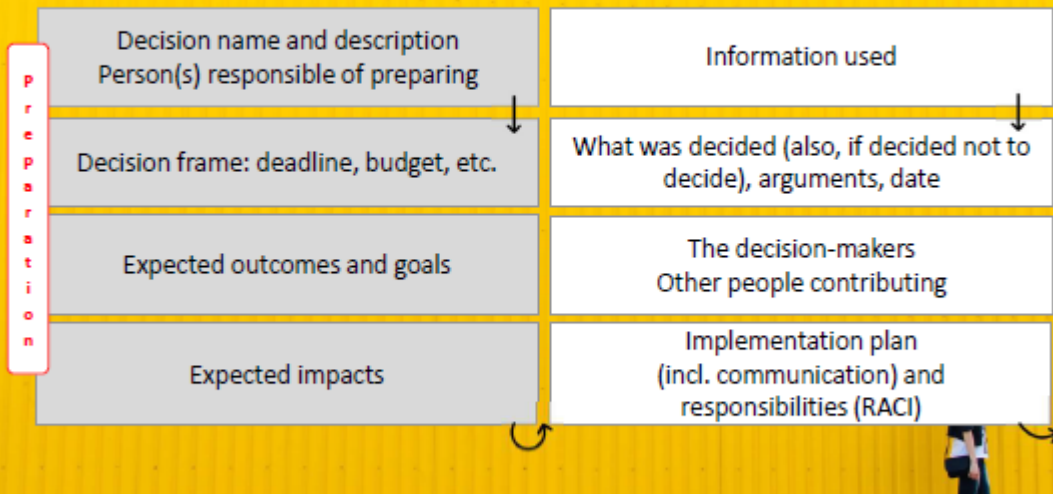 Preparation
Decision name and description
Person(s) responsible of preparing
Decision frame: deadline, budget, etc.
Expected outcomes and goals
Expected impacts
Information used
What was decided (also, if decided not to
decide), arguments, date
The decision-makers
Other people contributing
Implementation plan
(incl. communication) and
responsibilities (RACI)